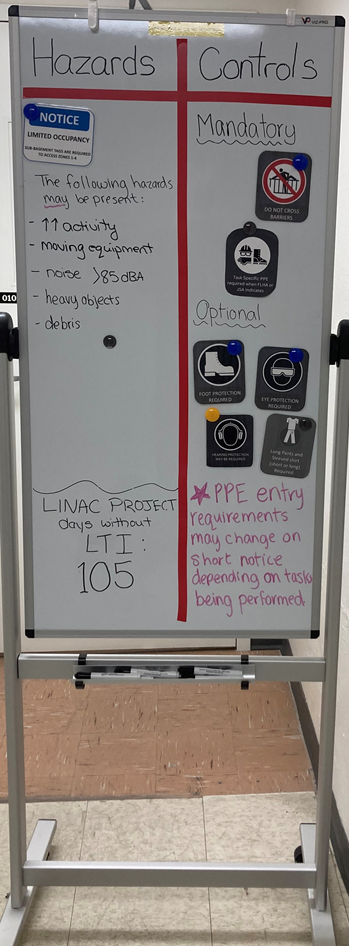 Hazards
Controls
NOTICE
LIMITED OCCUPANCY
SUB-BASEMENT TAGS ARE REQUIRED
TO ACCESS ZONES 1-4
The following hazards
may be present:
- ↑↑ activity
- moving equipment
- noise >85 dBA
- heavy objects
- debris
LINAC PROJECT
days without
LTI:
105
Mandatory
DO NOT CROSS
BARRIERS
Task Specific PPE
required when FLHA or
JSA Indicates
Optional
FOOT PROTECTION
REQUIRED
EYE PROTECTION
REQUIRED
HEARING PROTECTION
MAY BE REQUIRED
Long Pants and
Sleeved shirt
(short or long)
Required
★ PPE entry
requirements
may change on
short notice
depending on tasks
being performed.
010